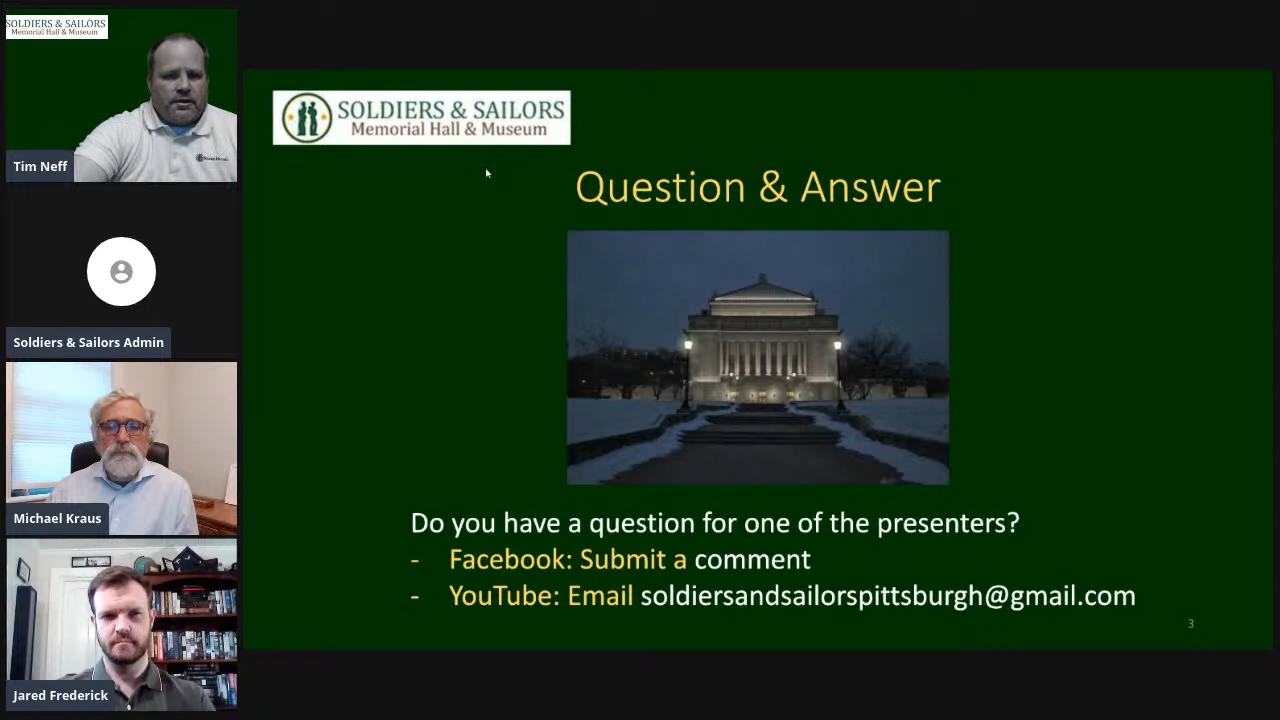 SOLDIERS & SAILORS
Memorial Hall & Museum
Tim Neff
Soldiers & Sailors Admin
Michael Kraus
Jared Frederick
SOLDIERS & SAILORS
Memorial Hall & Museum
Question & Answer
Do you have a question for one of the presenters?
- Facebook: Submit a comment
- YouTube: Email soldiersandsailorspittsburgh@gmail.com
3